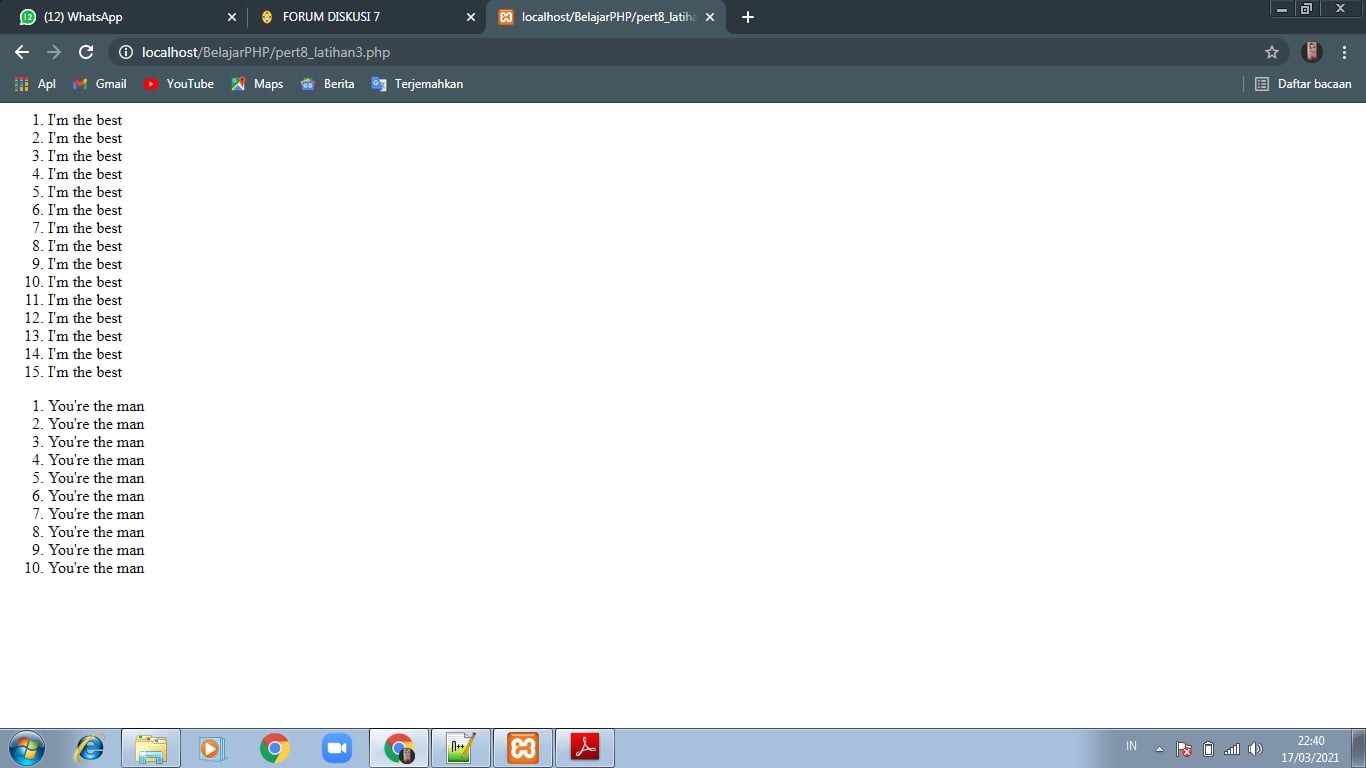 (12) WhatsApp
FORUM DISKUSI 7
localhost/BelajarPHP/pert8_latiha
localhost/BelajarPHP/pert8_latihan3.php
Apl Gmail YouTube Maps Berita Terjemahkan Daftar bacaan
1. I'm the best
2. I'm the best
3. I'm the best
4. I'm the best
5. I'm the best
6. I'm the best
7. I'm the best
8. I'm the best
9. I'm the best
10. I'm the best
11. I'm the best
12. I'm the best
13. I'm the best
14. I'm the best
15. I'm the best
1. You're the man
2. You're the man
3. You're the man
4. You're the man
5. You're the man
6. You're the man
7. You're the man
8. You're the man
9. You're the man
10. You're the man
IN
22:40
17/03/2021